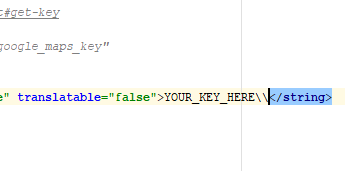 t#get-key
google_maps_key"
e" translatable="false">YOUR_KEY_HERE\\</string>